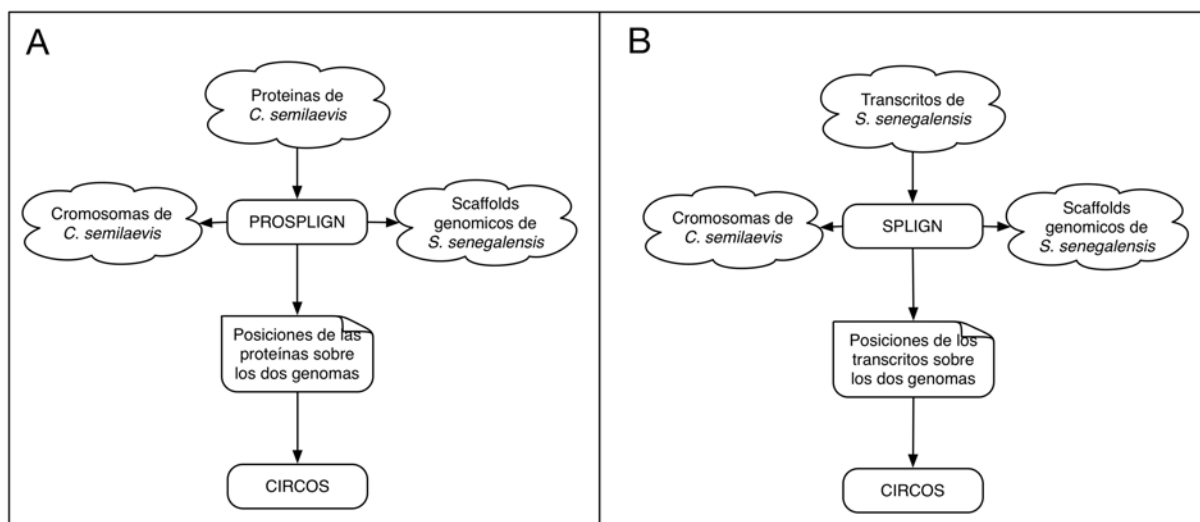 A
Proteinas de
C. semilaevis
Cromosomas de
C. semilaevis
PROSPLIGN
Scaffolds
genomicos de
S. senegalensis
Posiciones de las
proteínas sobre
los dos genomas
CIRCOS
B
Transcritos de
S. senegalensis
Cromosomas de
C. semilaevis
SPLIGN
Scaffolds
genomicos de
S. senegalensis
Posiciones de los
transcritos sobre
los dos genomas
CIRCOS